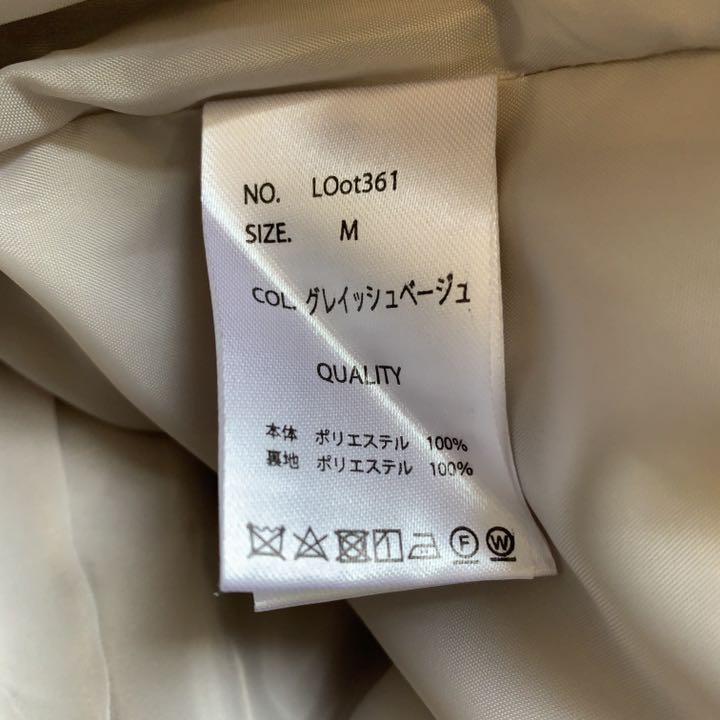 NO. LOot361
SIZE. M
COL. グレイッシュベージュ
QUALITY
本体 ポリエステル 100%
裏地 ポリエステル 100%
F W